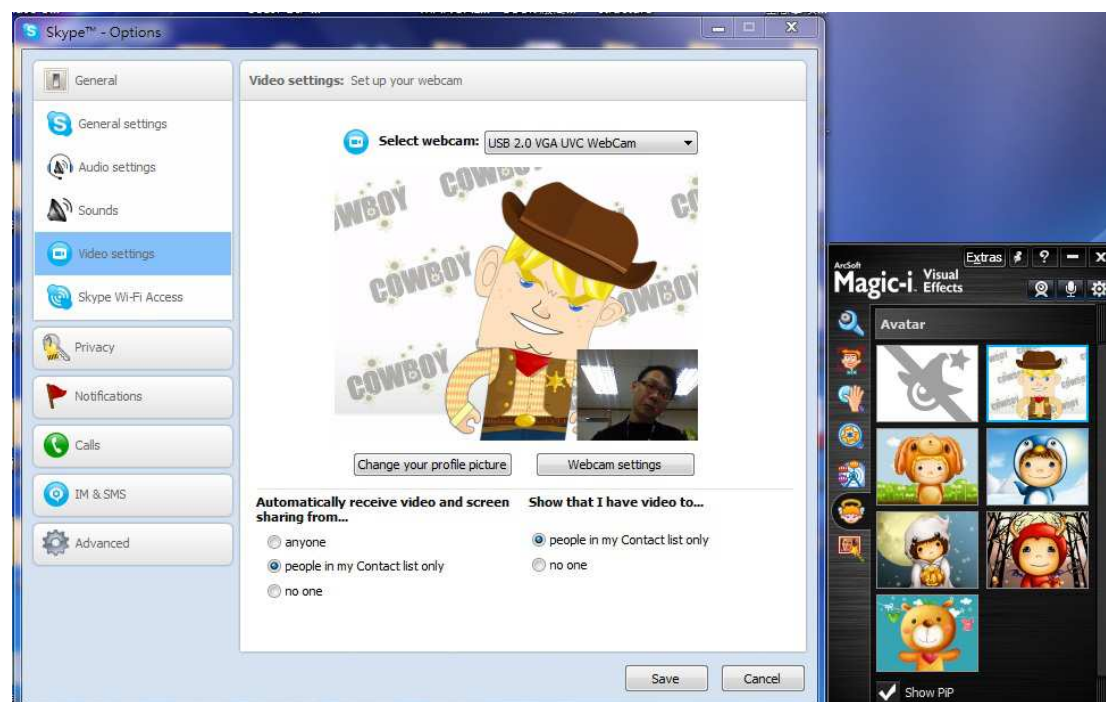 Skype™ - Options
General
General settings
Audio settings
Sounds
Video settings
Skype Wi-Fi Access
Privacy
Notifications
Calls
IM & SMS
Advanced
Video settings: Set up your webcam
Select webcam: USB 2.0 VGA UVC WebCam
COWBOY
COWBOY
COWBOY
COWBOY
Change your profile picture
Webcam settings
Automatically receive video and screen
sharing from...
anyone
people in my Contact list only
no one
Show that I have video to...
people in my Contact list only
no one
Save
Cancel
Extras
ArcSoft
Magic-i Visual
Effects
Avatar
Show PiP